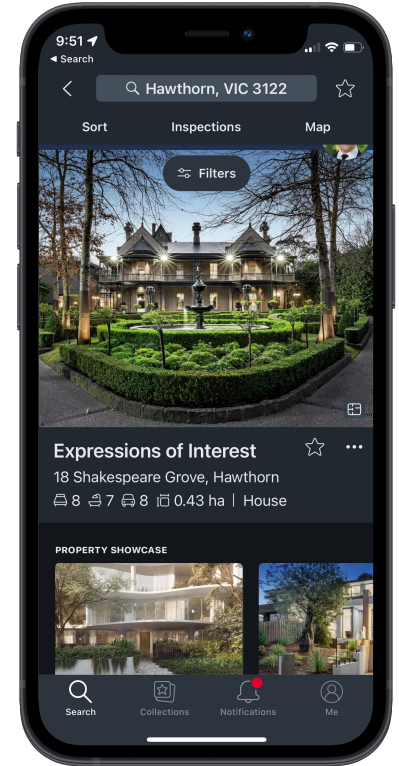 9:51
Search
Hawthorn, VIC 3122
Sort Inspections Map
Filters
Expressions of Interest
18 Shakespeare Grove, Hawthorn
8 7 8 0.43 ha | House
PROPERTY SHOWCASE
Search Collections Notifications Me